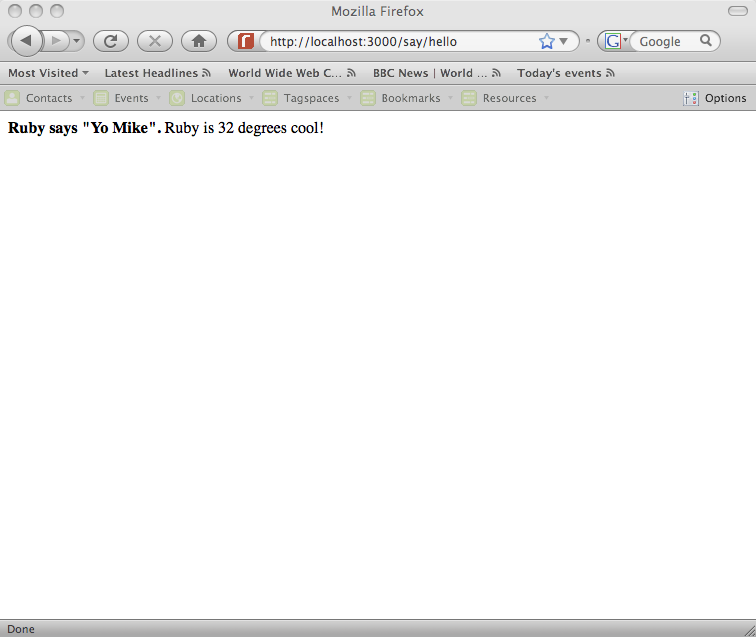 Mozilla Firefox
http://localhost:3000/say/hello
Google
Most Visited Latest Headlines World Wide Web C... BBC News | World ... Today's events
Contacts Events Locations Tagspaces Bookmarks Resources Options
Ruby says "Yo Mike". Ruby is 32 degrees cool!
Done